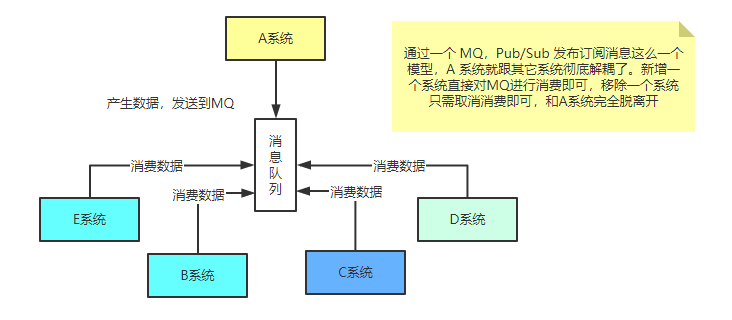 A系统
通过一个 MQ，Pub/Sub 发布订阅消息这么一个
模型，A 系统就跟其它系统彻底解耦了。新增一
个系统直接对MQ进行消费即可，移除一个系统
只需取消消费即可，和A系统完全脱离开
产生数据，发送到MQ
消
息
队
列
消费数据
消费数据
消费数据
消费数据
E系统
D系统
B系统
C系统